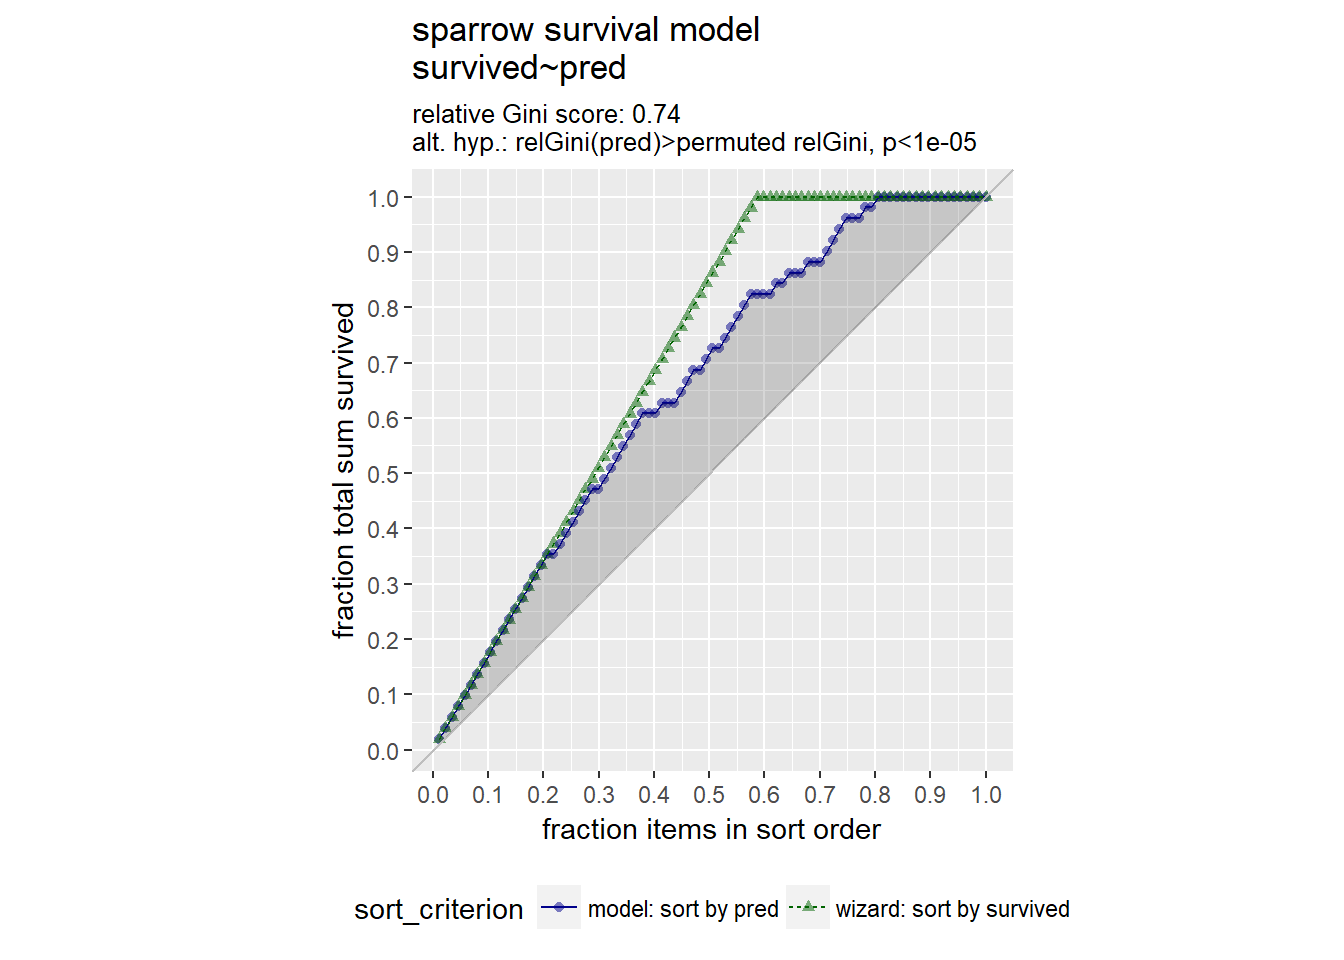 sparrow survival model
survived~pred
relative Gini score: 0.74
alt. hyp.: relGini(pred)>permuted relGini, p<1e-05
fraction total sum survived
1.0
0.9
0.8
0.7
0.6
0.5
0.4
0.3
0.2
0.1
0.0
0.0 0.1 0.2 0.3 0.4 0.5 0.6 0.7 0.8 0.9 1.0
fraction items in sort order
sort_criterion model: sort by pred wizard: sort by survived